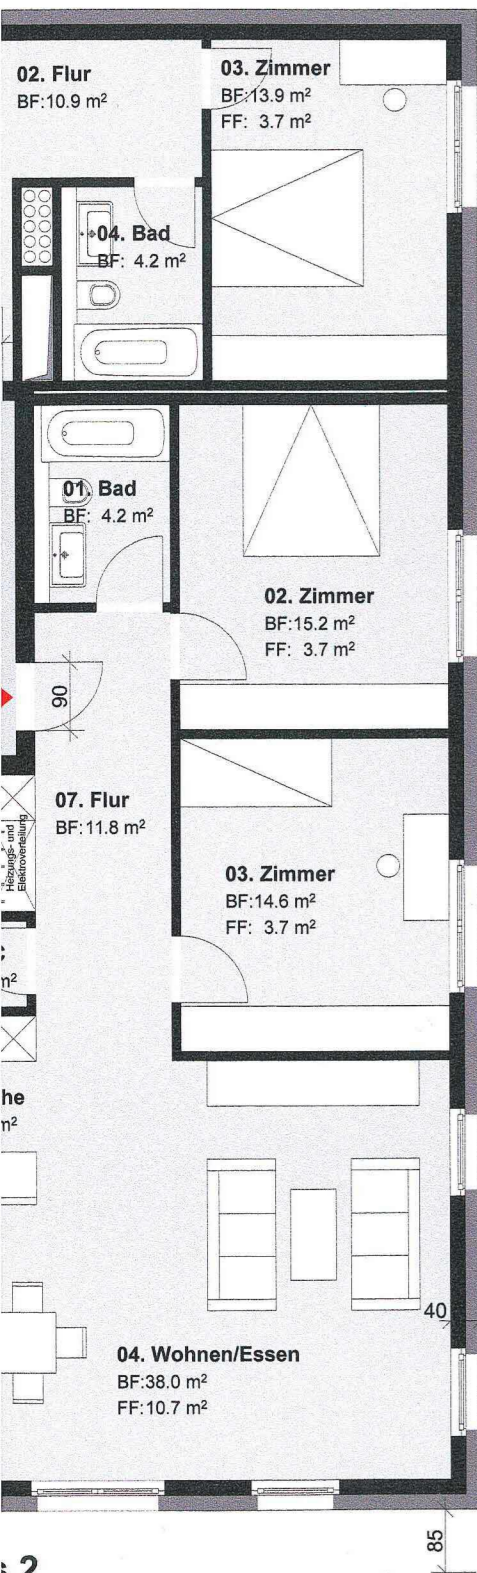 02. Flur
BF:10.9 m²
03. Zimmer
BF:13.9 m²
FF: 3.7 m²
04. Bad
BF: 4.2 m²
01. Bad
BF: 4.2 m²
02. Zimmer
BF:15.2 m²
FF: 3.7 m²
90
07. Flur
BF:11.8 m²
Heizungs- und
Elektroverteilung
03. Zimmer
BF:14.6 m²
FF: 3.7 m²
m²
he
m²
40
04. Wohnen/Essen
BF:38.0 m²
FF:10.7 m²
85
2